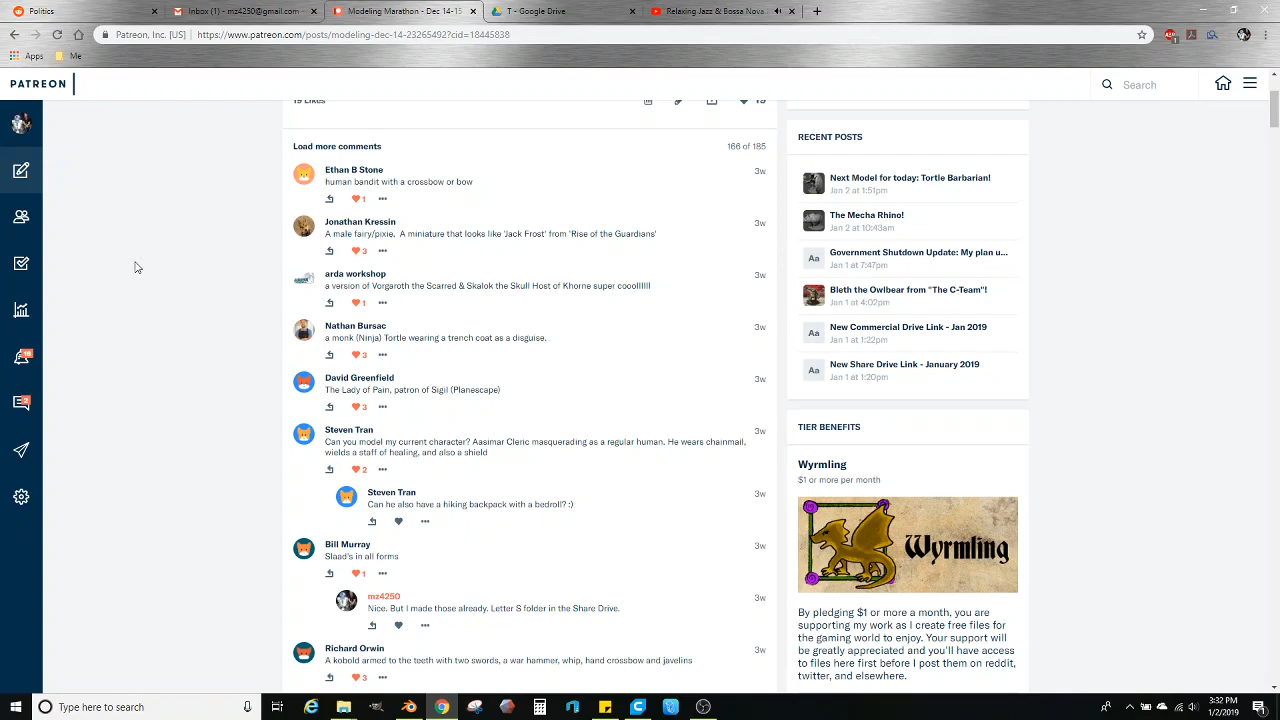 Politics
Inbox (18) - mz4250@gmail.com
Modeling - Dec 14-15
T - Google Drive
Relaxing Jazz & Bossa N
Patreon, Inc. [US] | https://www.patreon.com/posts/modeling-dec-14-23265492?cid=18445838
Apps
Me
PATREON
Search
19 Likes
19
Load more comments
166 of 185
Ethan B Stone
3w
human bandit with a crossbow or bow
1
Jonathan Kressin
3w
A male fairy/pixie. A miniature that looks like 'Jack Frost' from 'Rise of the Guardians'
3
arda workshop
3w
a version of Vorgaroth the Scarred & Skalok the Skull Host of Khorne super cooolllllll
1
Nathan Bursac
3w
a monk (Ninja) Tortle wearing a trench coat as a disguise.
3
David Greenfield
3w
The Lady of Pain, patron of Sigil (Planescape)
3
Steven Tran
3w
Can you model my current character? Aasimar Cleric masquerading as a regular human. He wears chainmail,
wields a staff of healing, and also a shield
2
Steven Tran
3w
Can he also have a hiking backpack with a bedroll? :)
Bill Murray
3w
Slaad's in all forms
1
mz4250
3w
Nice. But I made those already. Letter S folder in the Share Drive.
Richard Orwin
3w
A kobold armed to the teeth with two swords, a war hammer, whip, hand crossbow and javelins
3
RECENT POSTS
Next Model for today: Tortle Barbarian!
Jan 2 at 1:51pm
The Mecha Rhino!
Jan 2 at 10:43am
Aa
Government Shutdown Update: My plan u...
Jan 1 at 7:47pm
Bleth the Owlbear from "The C-Team"!
Jan 1 at 4:02pm
Aa
New Commercial Drive Link - Jan 2019
Jan 1 at 1:22pm
Aa
New Share Drive Link - January 2019
Jan 1 at 1:20pm
TIER BENEFITS
Wyrmling
$1 or more per month
Wyrmling
By pledging $1 or more a month, you are
supporting my work as I create free files for
the gaming world to enjoy. Your support will
be greatly appreciated and you'll have access
to files here first before I post them on reddit,
twitter, and elsewhere.
Type here to search
3:32 PM
1/2/2019